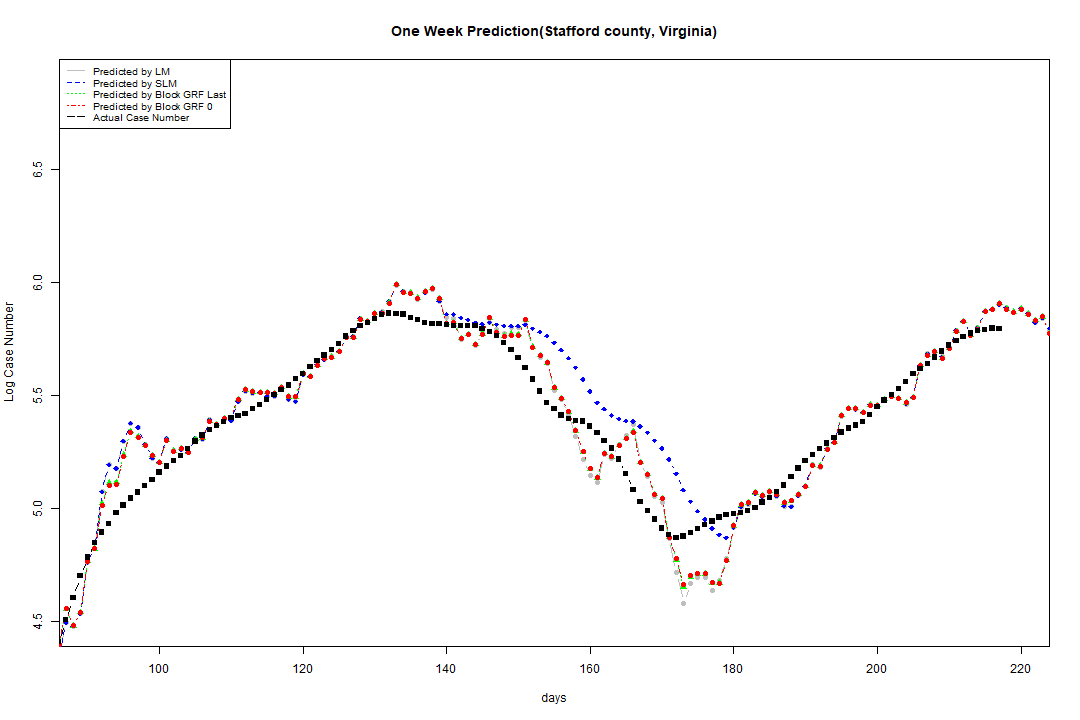 One Week Prediction(Stafford county, Virginia)
Predicted by LM
Predicted by SLM
Predicted by Block GRF Last
Predicted by Block GRF 0
Actual Case Number
Log Case Number
6.5
6.0
5.5
5.0
4.5
100 120 140 160 180 200 220
days